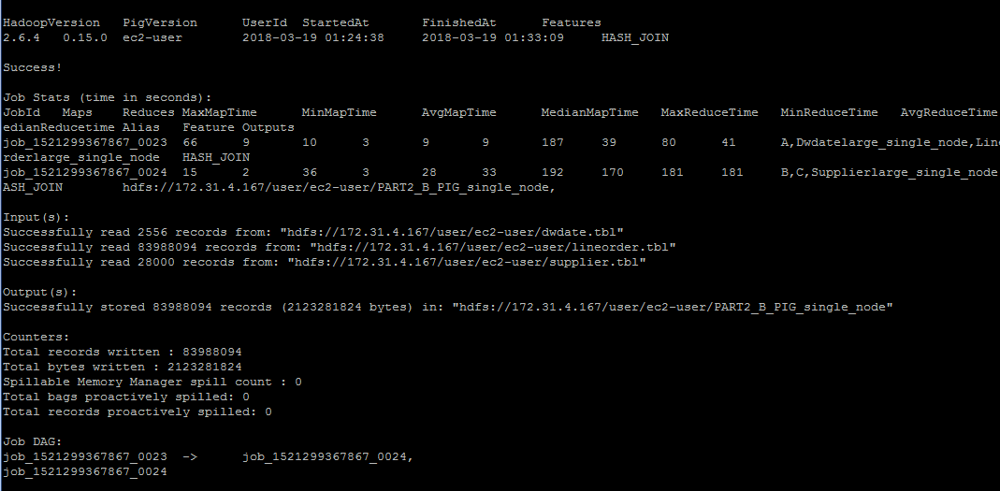 HadoopVersion PigVersion UserId StartedAt FinishedAt Features
2.6.4 0.15.0 ec2-user 2018-03-19 01:24:38 2018-03-19 01:33:09 HASH_JOIN
Success!
Job Stats (time in seconds):
JobId Maps Reduces MaxMapTime MinMapTime AvgMapTime MedianMapTime MaxReduceTime MinReduceTime AvgReduceTime
edianReducetime Alias Feature Outputs
job_1521299367867_0023 66 9 10 3 9 9 187 39 80 41 A,Dwdatelarge_single_node,Lin
rderlarge_single_node HASH_JOIN
job_1521299367867_0024 15 2 36 3 28 33 192 170 181 181 B,C,Supplierlarge_single_node
ASH_JOIN hdfs://172.31.4.167/user/ec2-user/PART2_B_PIG_single_node,
Input(s):
Successfully read 2556 records from: "hdfs://172.31.4.167/user/ec2-user/dwdate.tbl"
Successfully read 83988094 records from: "hdfs://172.31.4.167/user/ec2-user/lineorder.tbl"
Successfully read 28000 records from: "hdfs://172.31.4.167/user/ec2-user/supplier.tbl"
Output(s):
Successfully stored 83988094 records (2123281824 bytes) in: "hdfs://172.31.4.167/user/ec2-user/PART2_B_PIG_single_node"
Counters:
Total records written : 83988094
Total bytes written : 2123281824
Spillable Memory Manager spill count : 0
Total bags proactively spilled: 0
Total records proactively spilled: 0
Job DAG:
job_1521299367867_0023 -> job_1521299367867_0024,
job_1521299367867_0024